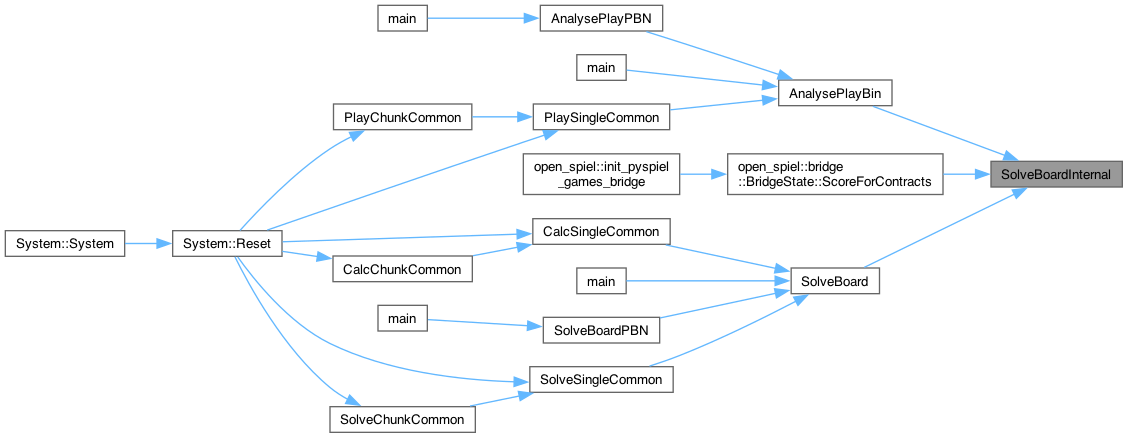 main
AnalysePlayPBN
main
AnalysePlayBin
PlayChunkCommon
PlaySingleCommon
open_spiel::init_pyspiel
_games_bridge
open_spiel::bridge
::BridgeState::ScoreForContracts
SolveBoardInternal
System::System
System::Reset
CalcSingleCommon
CalcChunkCommon
main
SolveBoard
main
SolveBoardPBN
SolveSingleCommon
SolveChunkCommon